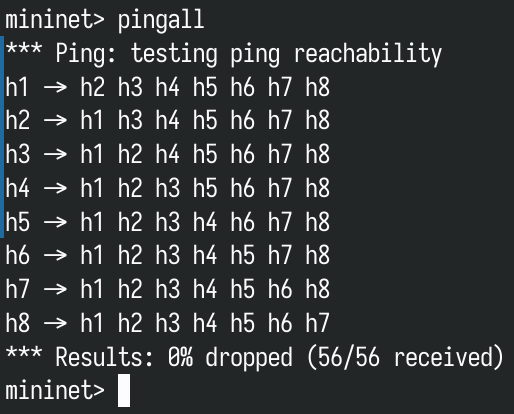 mininet> pingall
*** Ping: testing ping reachability
h1 -> h2 h3 h4 h5 h6 h7 h8
h2 -> h1 h3 h4 h5 h6 h7 h8
h3 -> h1 h2 h4 h5 h6 h7 h8
h4 -> h1 h2 h3 h5 h6 h7 h8
h5 -> h1 h2 h3 h4 h6 h7 h8
h6 -> h1 h2 h3 h4 h5 h7 h8
h7 -> h1 h2 h3 h4 h5 h6 h8
h8 -> h1 h2 h3 h4 h5 h6 h7
*** Results: 0% dropped (56/56 received)
mininet>